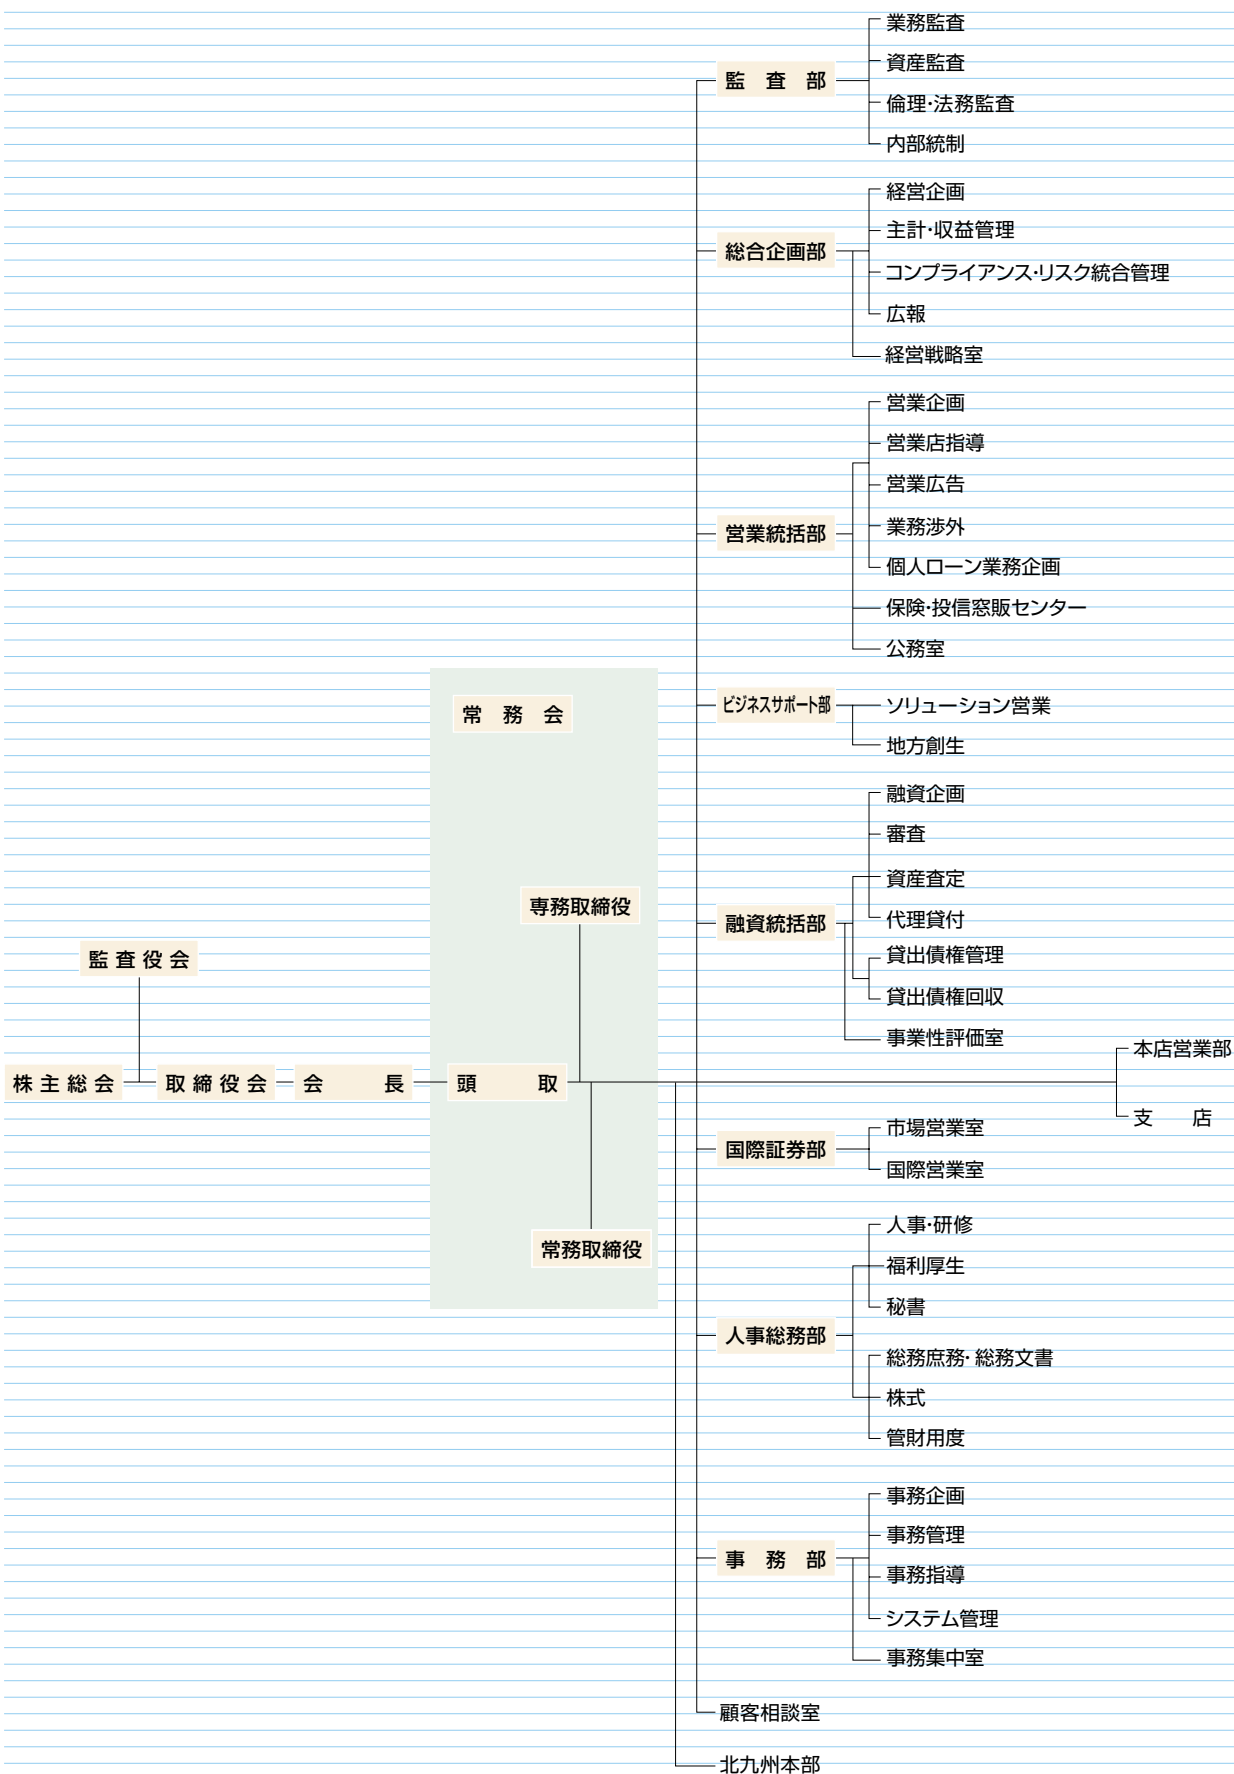 業務監査
資産監査
監　査　部
倫理・法務監査
内部統制
経営企画
主計・収益管理
総合企画部
コンプライアンス・リスク統合管理
広報
経営戦略室
営業企画
営業店指導
営業広告
営業統括部
業務渉外
個人ローン業務企画
保険・投信窓販センター
公務室
常　務　会
ビジネスサポート部
ソリューション営業
地方創生
融資企画
審査
資産査定
専務取締役
融資統括部
代理貸付
貸出債権管理
貸出債権回収
事業性評価室
監 査 役 会
株 主 総 会
取 締 役 会
会　　　長
頭　　　取
本店営業部
支　　店
市場営業室
国際証券部
国際営業室
常務取締役
人事・研修
福利厚生
秘書
人事総務部
総務庶務・総務文書
株式
管財用度
事務企画
事務管理
事　務　部
事務指導
システム管理
事務集中室
顧客相談室
北九州本部